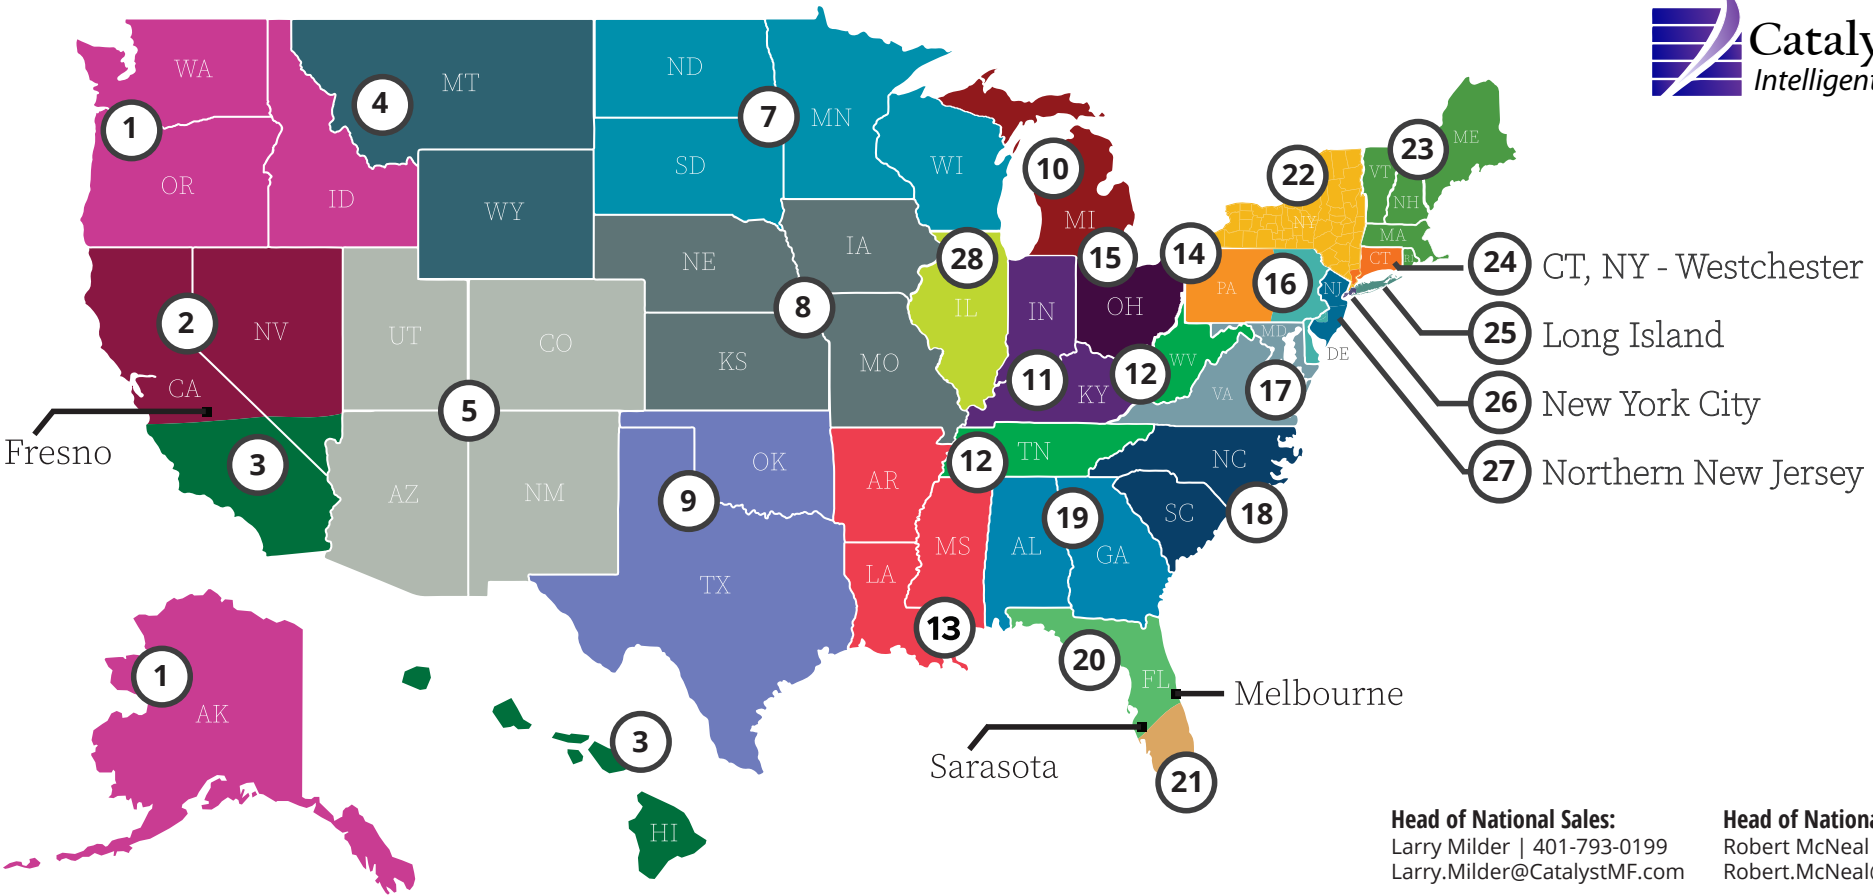 Cataly
Intelligent
WA
MT
ND
MN
4
1
7
ME
SD
WI
10
23
22
VT
OR
ID
WY
NH
MI
NY
MA
IA
NE
28
15
14
CT
24 CT, NY - Westchester
16
PA
NJ
8
IL
IN
OH
2
NV
UT
CO
25 Long Island
MD
DE
KS
MO
WV
CA
11
KY
12
VA
17
5
26 New York City
Fresno
3
12
TN
NC
OK
27 Northern New Jersey
AR
AZ
NM
9
SC
18
19
MS
AL
GA
LA
TX
13
20
1
FL
AK
Melbourne
3
Sarasota
21
HI
Head of National Sales:
Larry Milder | 401-793-0199
Larry.Milder@CatalystMF.com
Head of Nationa
Robert McNeal
Robert.McNeal